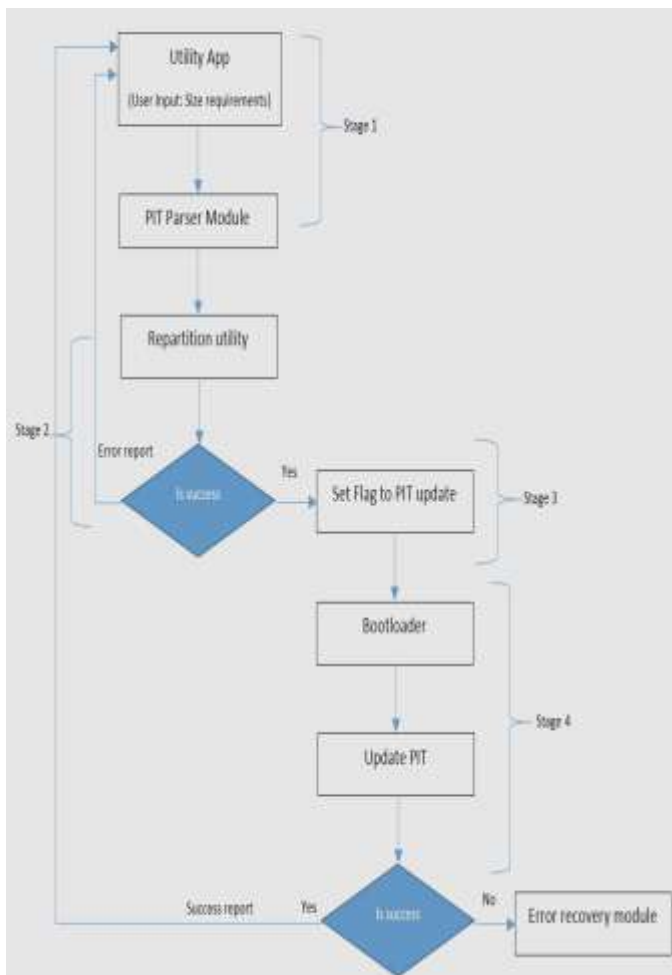 Utility App
(User Input: Size requirements)
Stage 1
PIT Parser Module
Repartition utility
Stage 2
Error report
Is success
Yes
Set Flag to PIT update
Stage 3
Bootloader
Stage 4
Update PIT
Success report
Yes
Is success
No
Error recovery module